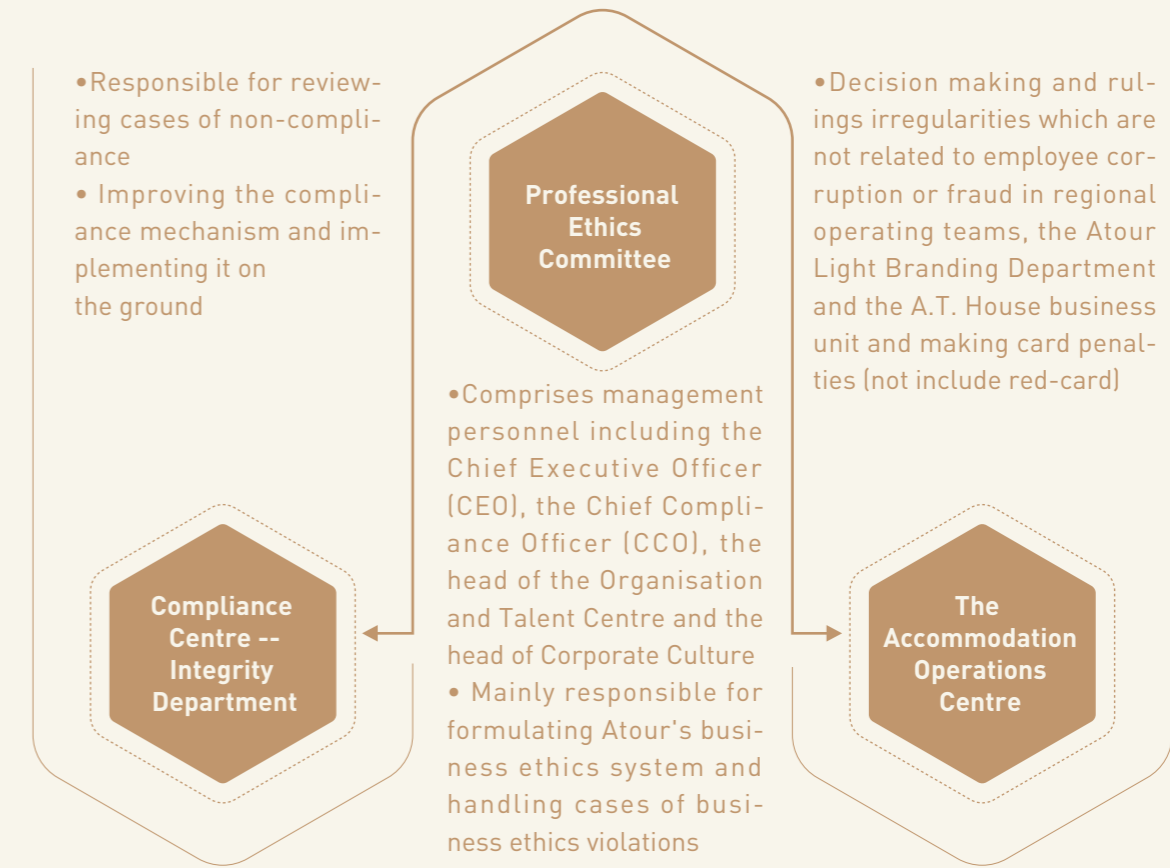 •Responsible for review-
ing cases of non-compli-
ance
• Improving the compli-
ance mechanism and im-
plementing it on
the ground
Compliance
Centre --
Integrity
Department
Professional
Ethics
Committee
•Comprises management
personnel including the
Chief Executive Officer
(CEO), the Chief Compli-
ance Officer (CCO), the
head of the Organisation
and Talent Centre and the
head of Corporate Culture
• Mainly responsible for
formulating Atour's busi-
ness ethics system and
handling cases of busi-
ness ethics violations
•Decision making and rul-
ings irregularities which are
not related to employee cor-
ruption or fraud in regional
operating teams, the Atour
Light Branding Department
and the A.T. House business
unit and making card penal-
ties (not include red-card)
The
Accommodation
Operations
Centre